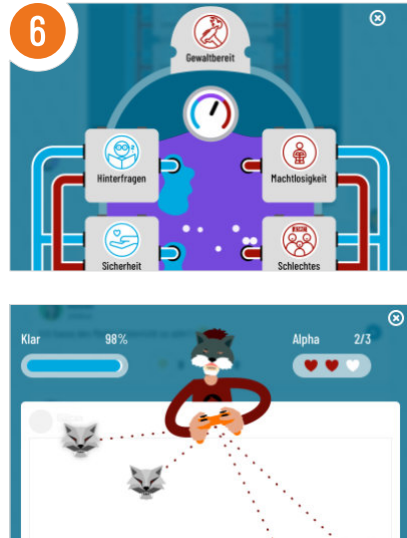 6
Gewaltbereit
Hinterfragen
Machtlosigkeit
Sicherheit
Schlechtes
Klar 98%
Alpha 2/3